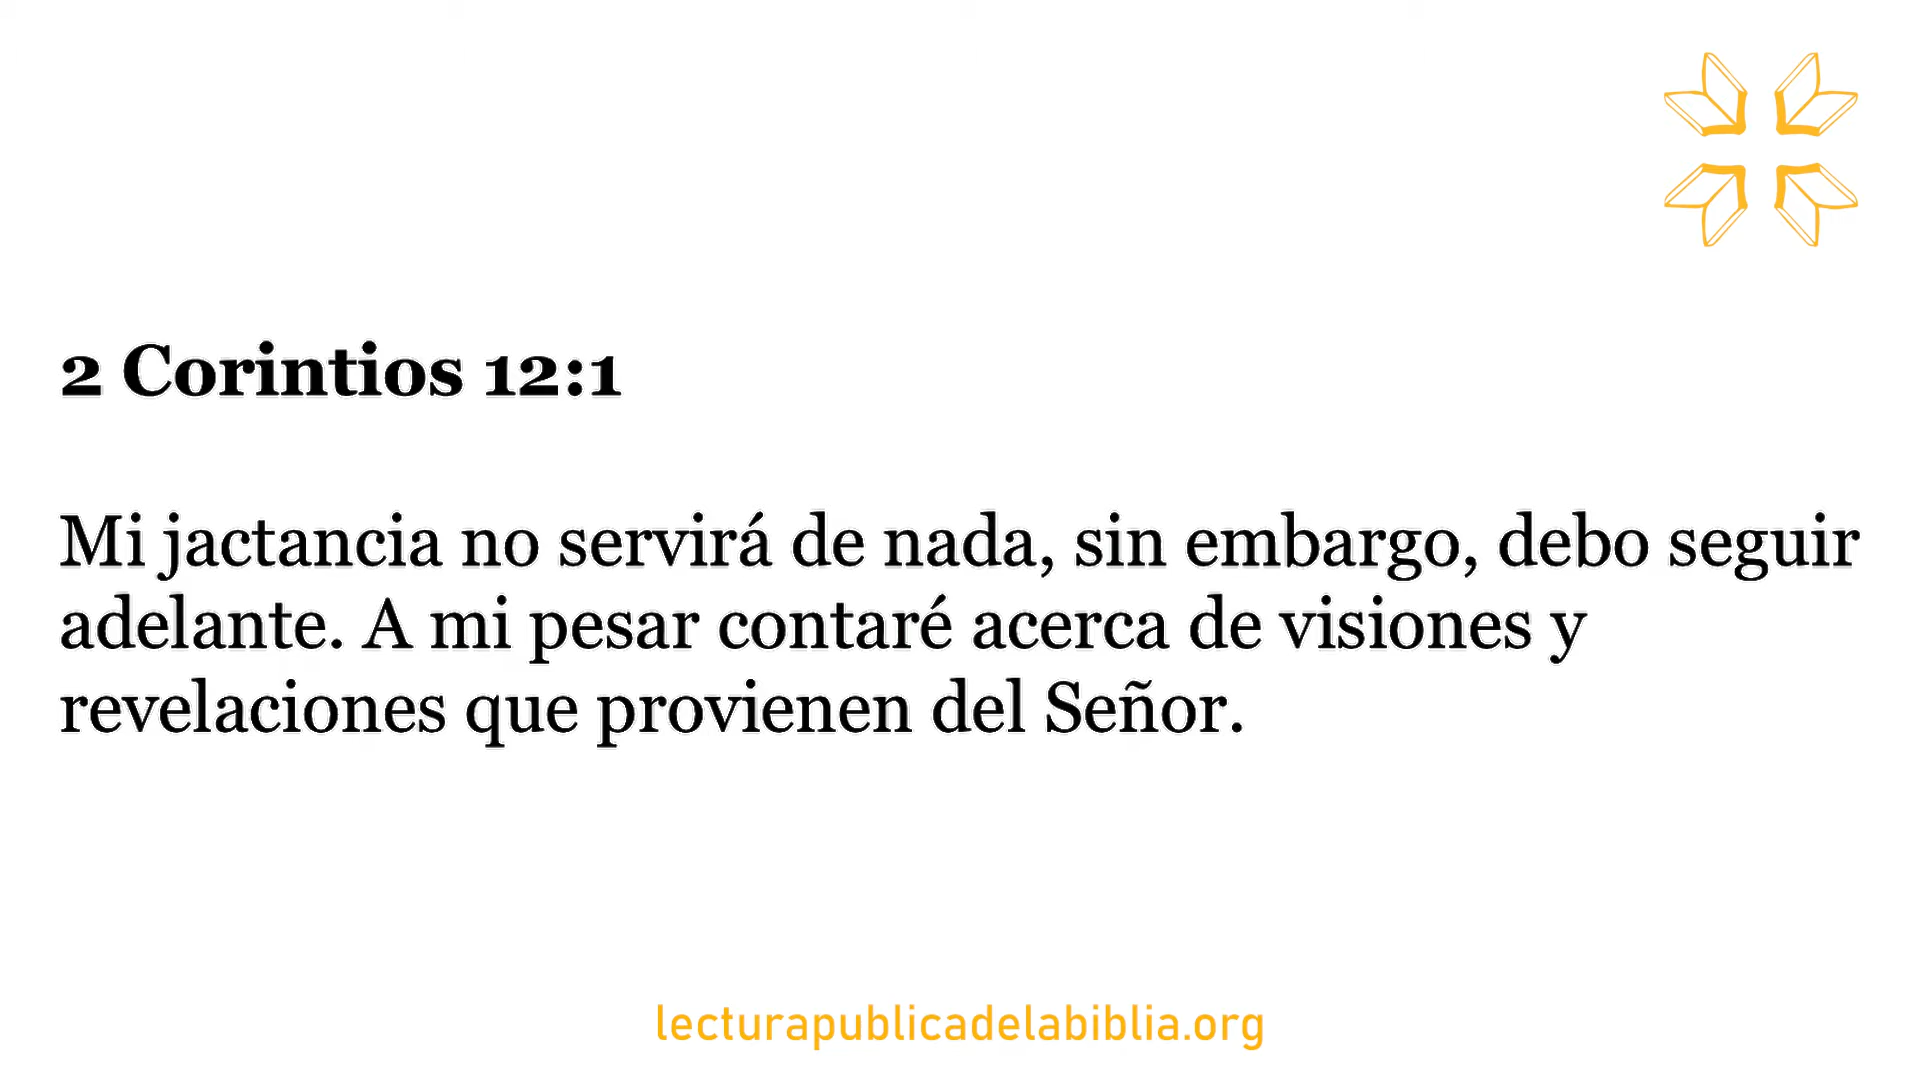 2 Corintios 12:1
Mi jactancia no servirá de nada, sin embargo, debo seguir
adelante. A mi pesar contaré acerca de visiones y
revelaciones que provienen del Señor.
lecturapublicadelabiblia.org